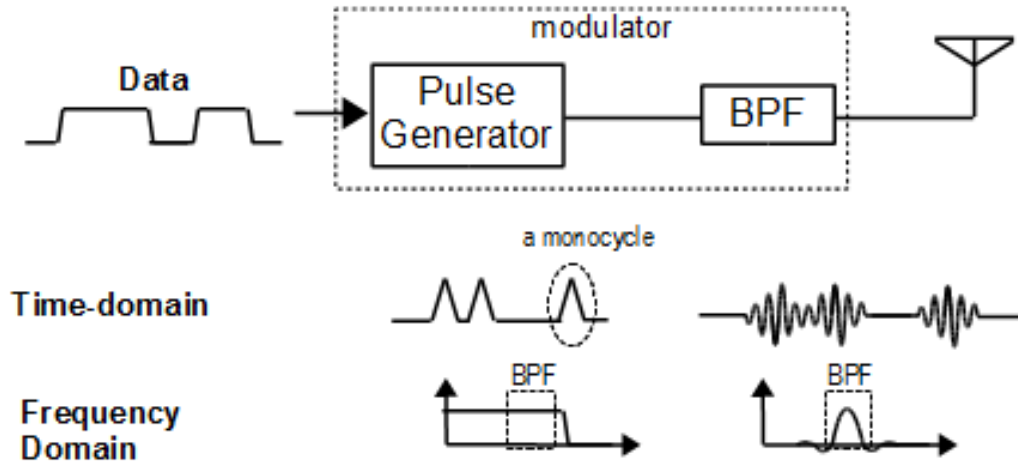 modulator
Data
Pulse
Generator
BPF
a monocycle
Time-domain
BPF
BPF
Frequency
Domain